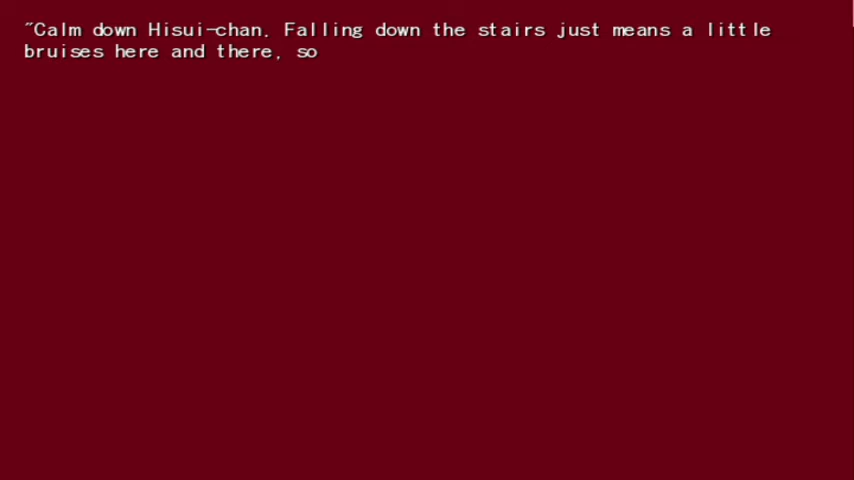 "Calm down Hisui-chan. Falling down the stairs just means a little
bruises here and there, so